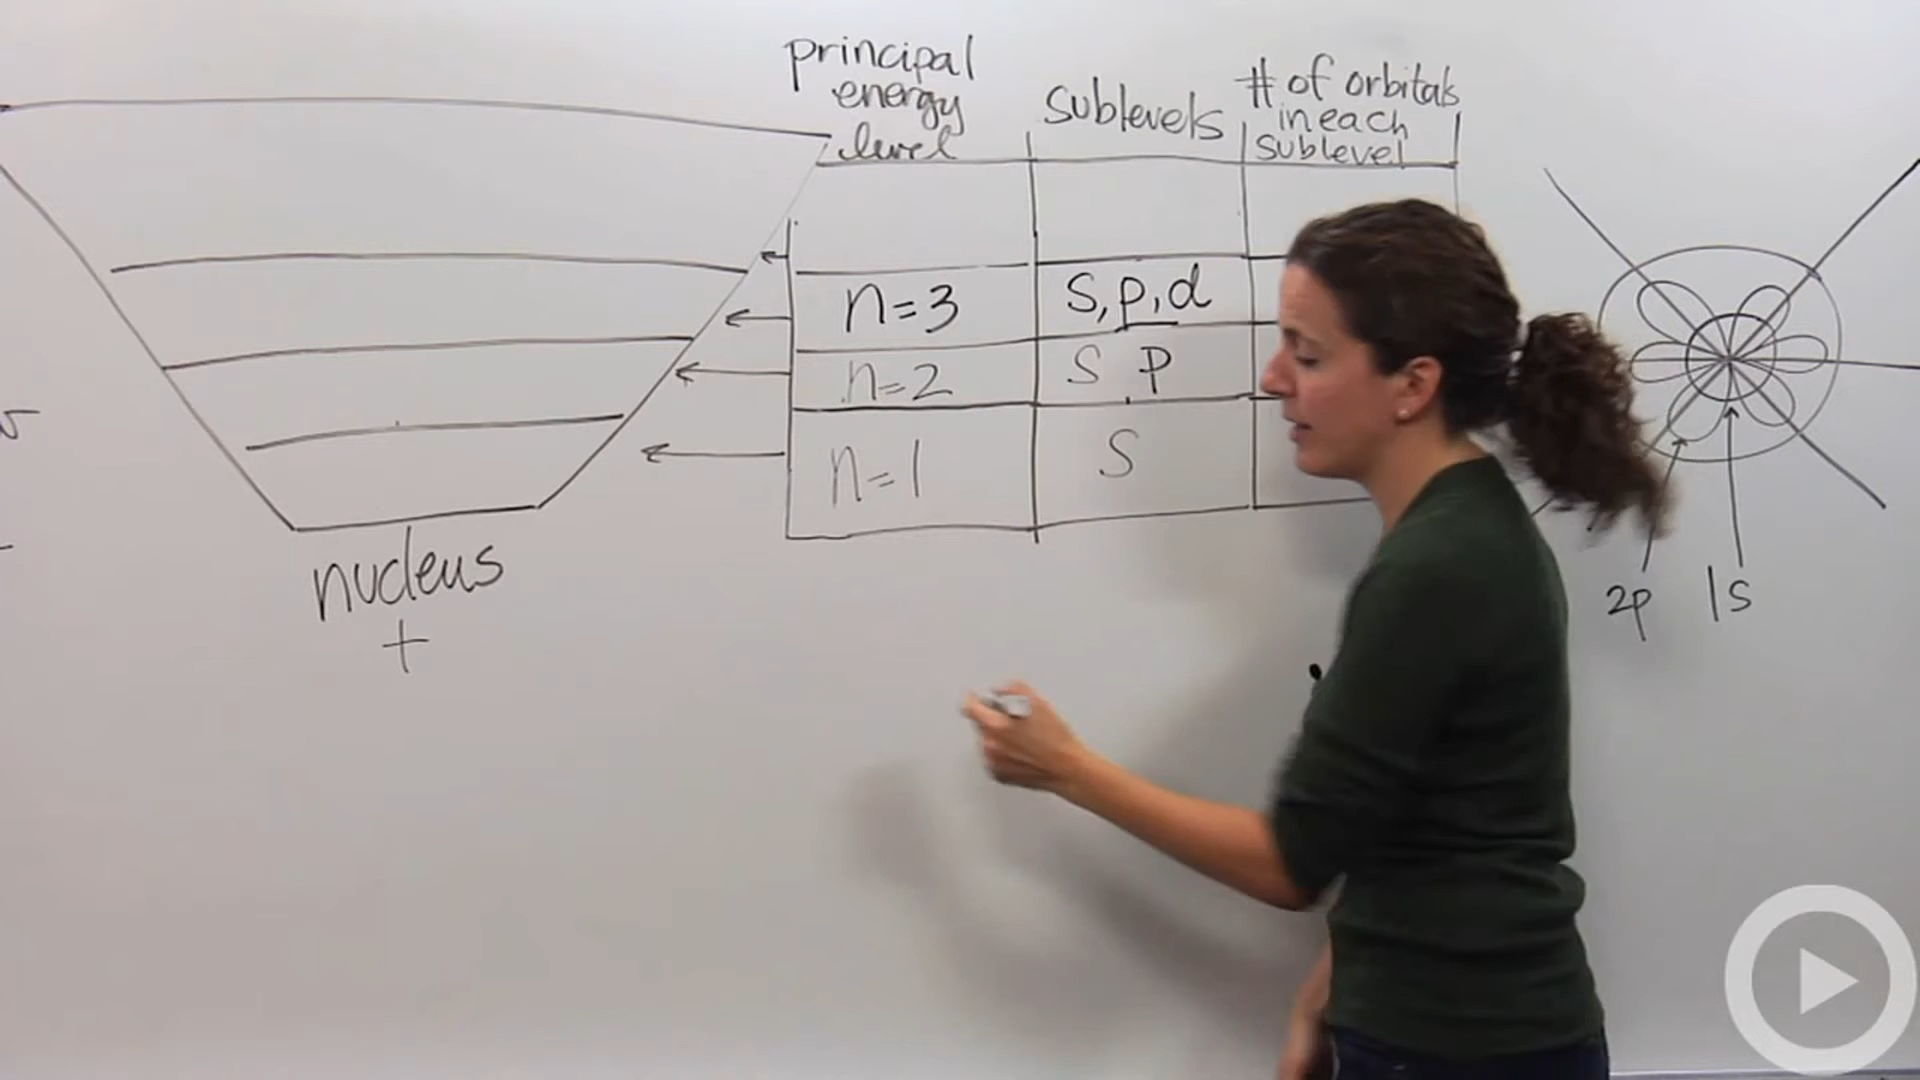 principal
energy
level
sublevels
# of orbitals
in each
sublevel
n=3
s, p, d
n=2
s p
n=1
s
nucleus
+
2p
1s